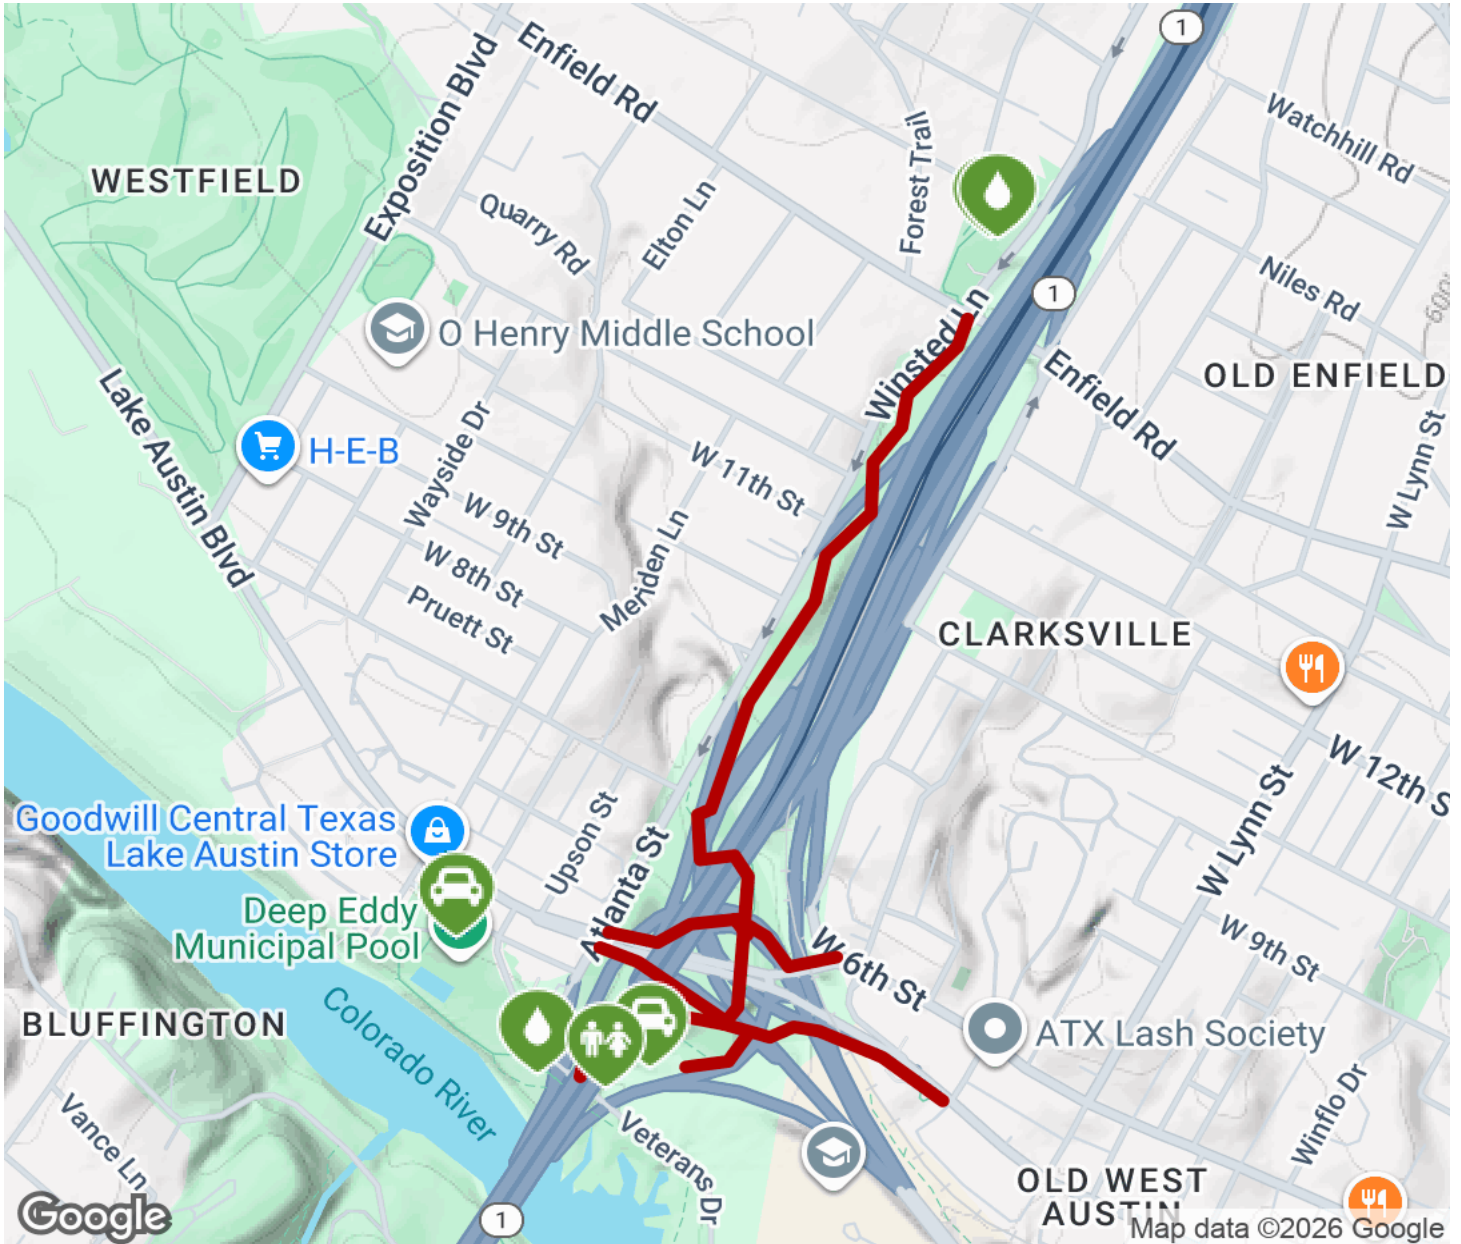 1
Enfield Rd
Exposition Blvd
Watchhill Rd
Forest Trail
WESTFIELD
Quarry Rd
Elton Ln
Niles Rd
600
1
O Henry Middle School
Winsted Ln
Enfield Rd
OLD ENFIELD
Lake Austin Blvd
H-E-B
Wayside Dr
W 11th St
W Lynn St
W 9th St
W 8th St
Meriden Ln
Pruett St
CLARKSVILLE
W 12th S
Goodwill Central Texas
Lake Austin Store
Upson St
Atlanta St
W Lynn St
Deep Eddy
Municipal Pool
W 6th St
W 9th St
BLUFFINGTON
Colorado River
ATX Lash Society
Vance Ln
Veterans Dr
Winflo Dr
OLD WEST
AUSTIN
1
Google
Map data ©2026 Google